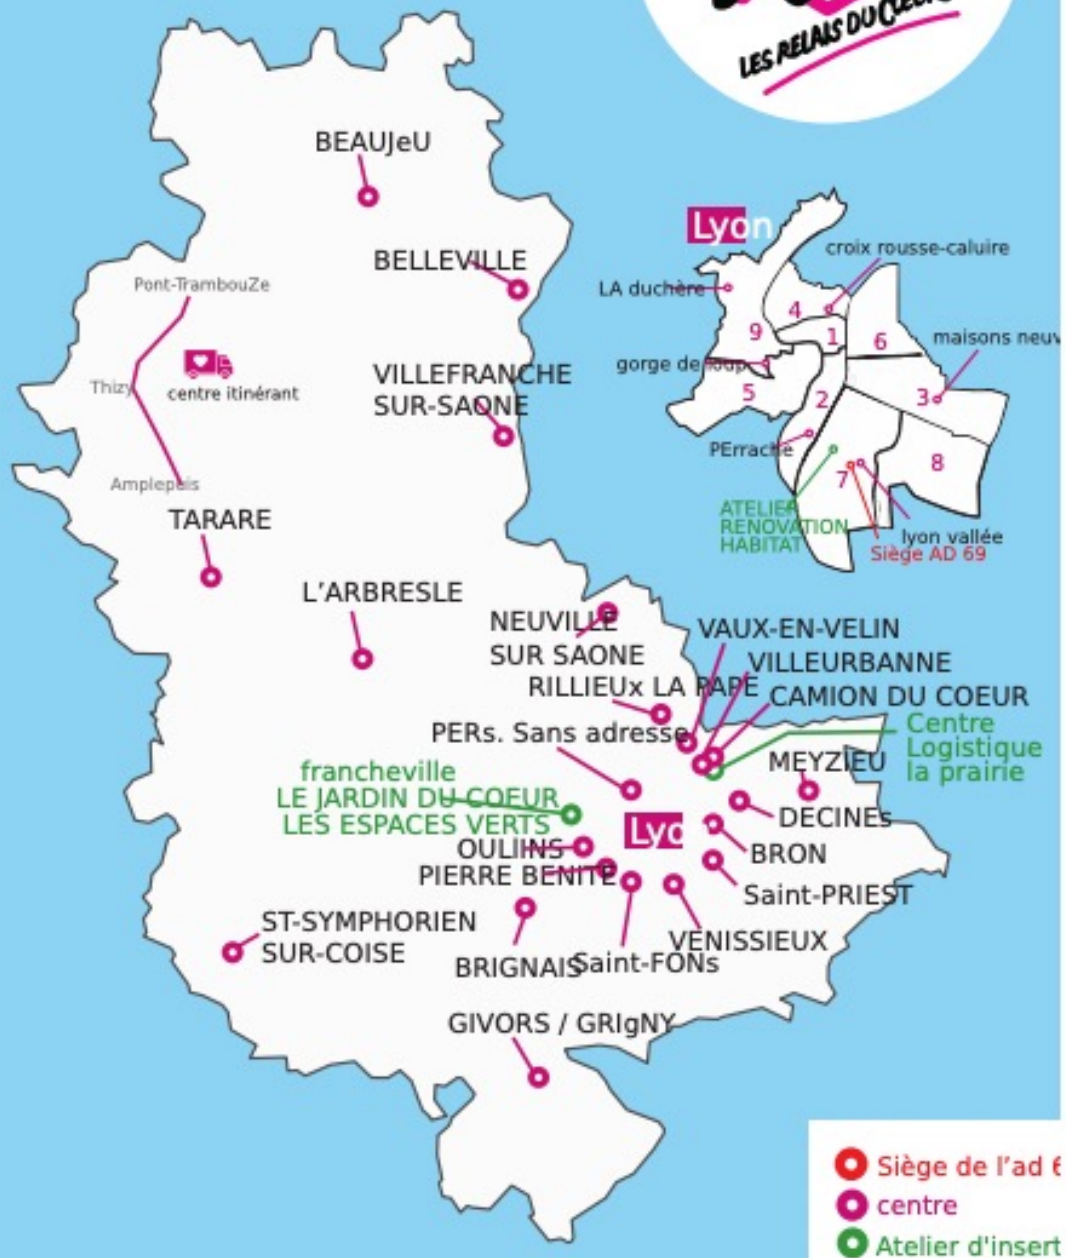 LES RELAIS DU CŒUR
BEAUJeU
Lyon
croix rousse-caluire
BELLEVILLE
Pont-TrambouZe
LA duchère
4
9
1
6
maisons neuv
gorge de loup
VILLEFRANCHE
SUR-SAONE
Thizy
centre itinérant
5
2
3
PErrache
8
7
Amplepuis
TARARE
ATELIER
RENOVATION
HABITAT
lyon vallée
Siège AD 69
L'ARBRESLE
NEUVILLE
SUR SAONE
VAUX-EN-VELIN
VILLEURBANNE
RILLIEUx LA PAPE
CAMION DU COEUR
PERs. Sans adresse
Centre
Logistique
la prairie
MEYZIEU
francheville
LE JARDIN DU COEUR
LES ESPACES VERTS
DECINEs
Lyo
OULlINS
BRON
PIERRE BENITE
Saint-PRIEST
ST-SYMPHORIEN
SUR-COISE
VENISSIEUX
BRIGNAIS
Saint-FONs
GIVORS / GRIgNY
Siège de l'ad 6
centre
Atelier d'insert